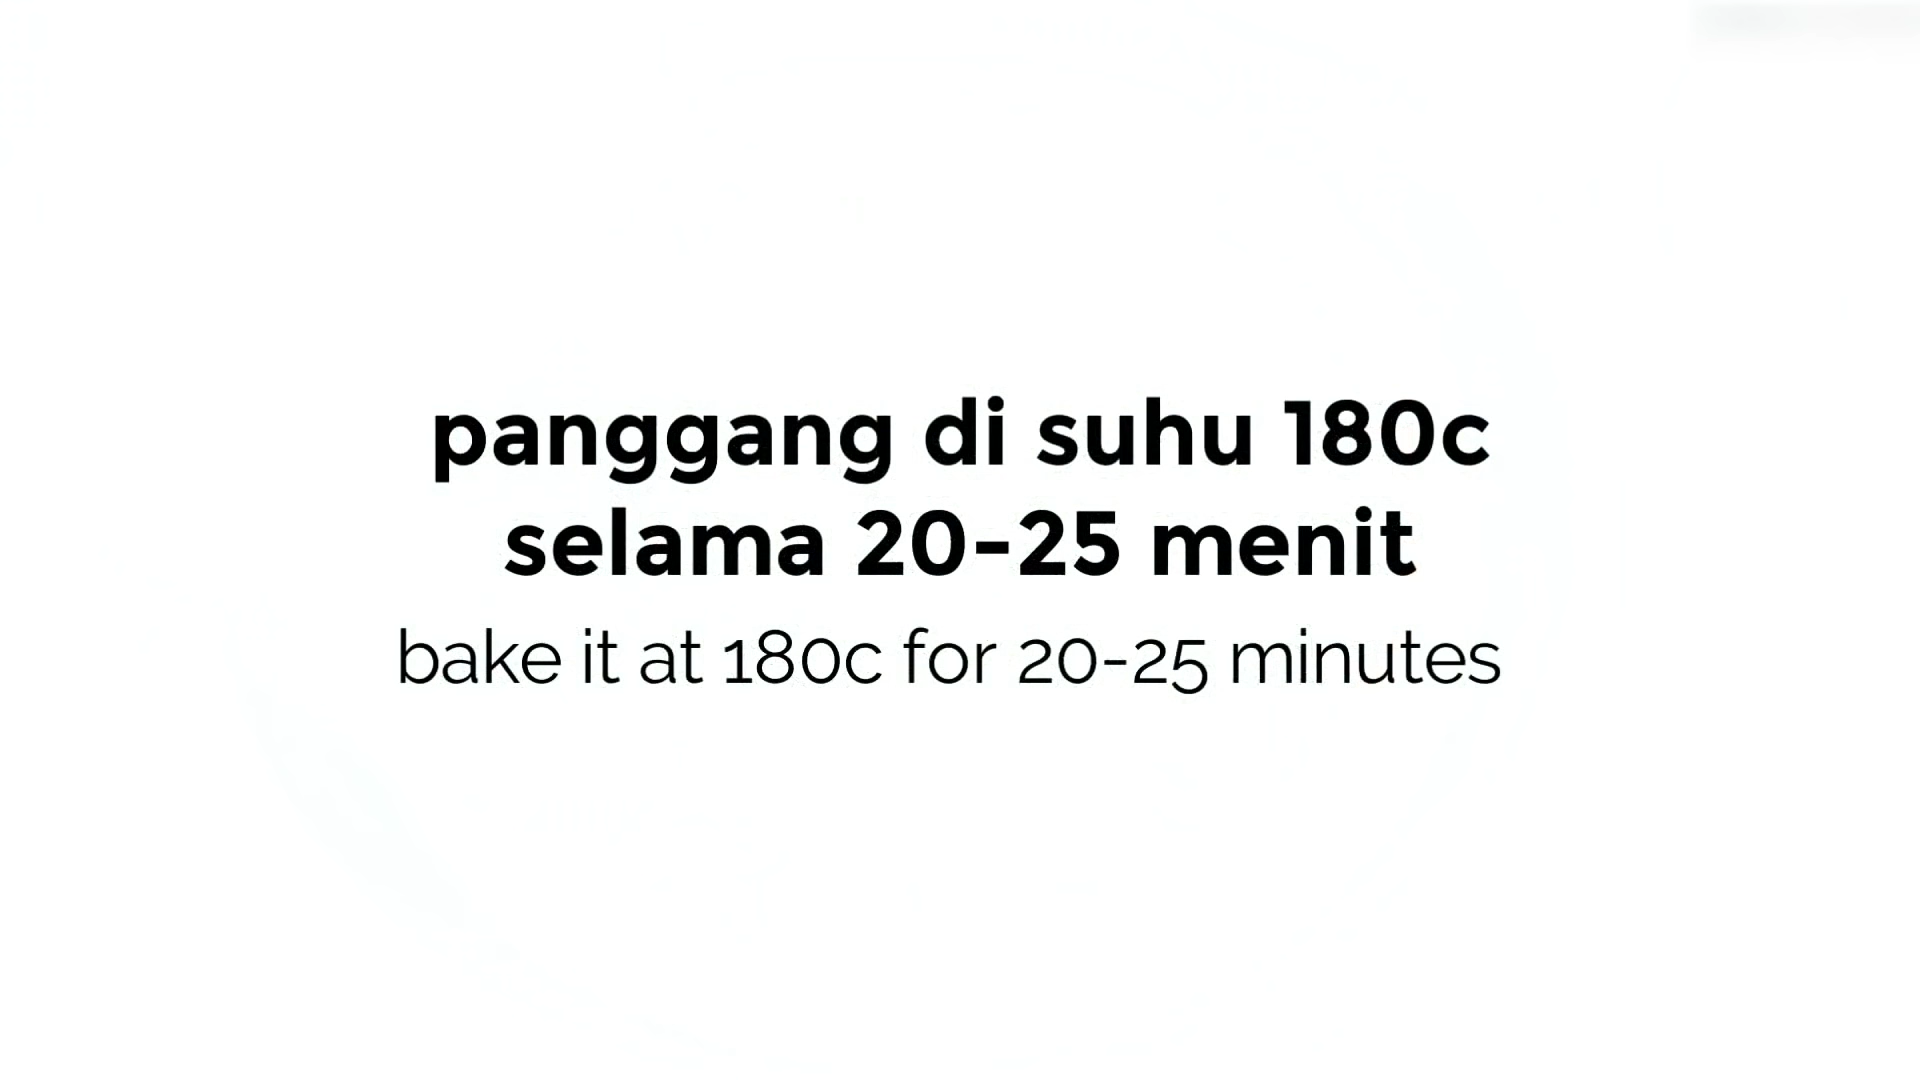 panggang di suhu 180c
selama 20-25 menit
bake it at 180c for 20-25 minutes